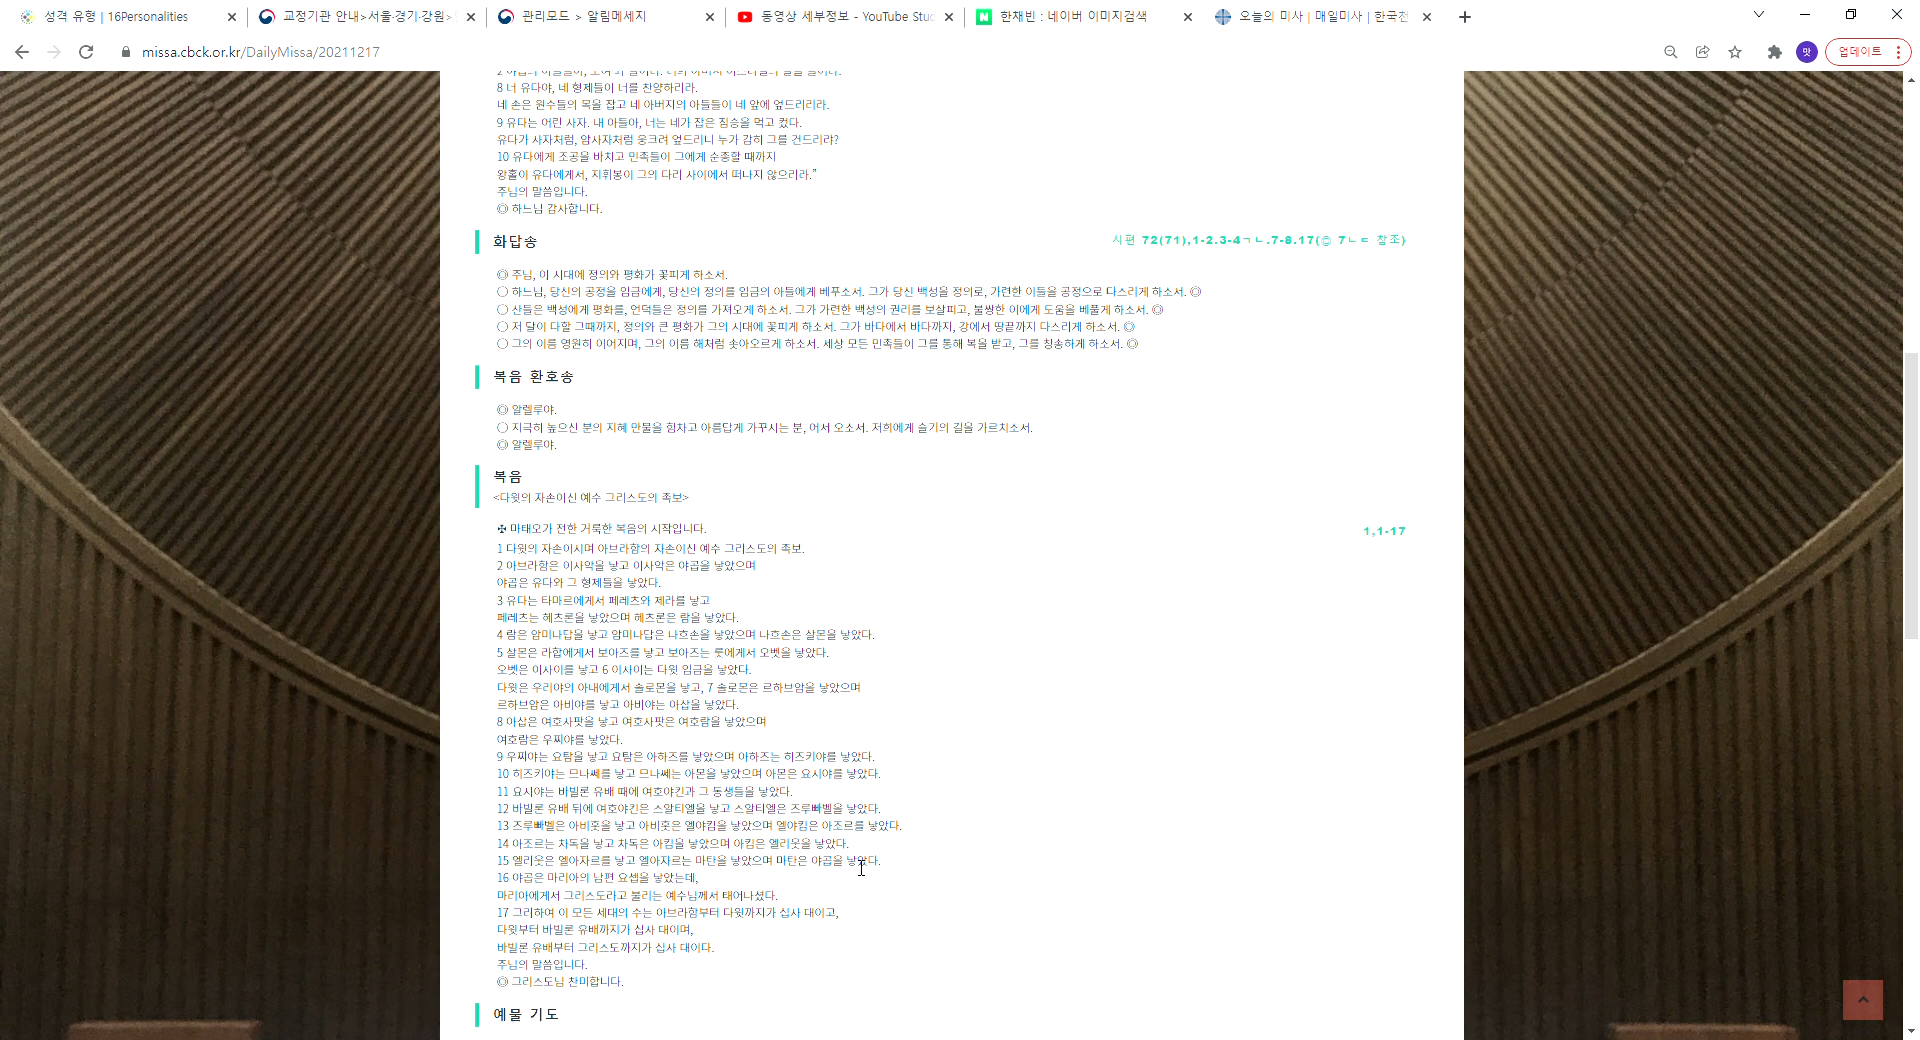 성격 유형 | 16Personalities
교정기관 안내>서울·경기·강원>
관리모드 > 알림메세지
동영상 세부정보 - YouTube Stud
한채빈 : 네이버 이미지검색
오늘의 미사 | 매일미사 | 한국천
missa.cbck.or.kr/DailyMissa/20211217
맛
업데이트
8 너 유다야, 네 형제들이 너를 찬양하리라.
네 손은 원수들의 목을 잡고 네 아버지의 아들들이 네 앞에 엎드리리라.
9 유다는 어린 사자. 내 아들아, 너는 네가 잡은 짐승을 먹고 컸다.
유다가 사자처럼, 암사자처럼 웅크려 엎드리니 누가 감히 그를 건드리랴?
10 유다에게 조공을 바치고 민족들이 그에게 순종할 때까지
왕홀이 유다에게서, 지휘봉이 그의 다리 사이에서 떠나지 않으리라.”
주님의 말씀입니다.
◎ 하느님 감사합니다.
화답송
시편 72(71),1-2.3-4ㄱㄴ.7-8.17(◎ 7ㄴㄷ 참조)
◎ 주님, 이 시대에 정의와 평화가 꽃피게 하소서.
○ 하느님, 당신의 공정을 임금에게, 당신의 정의를 임금의 아들에게 베푸소서. 그가 당신 백성을 정의로, 가련한 이들을 공정으로 다스리게 하소서. ◎
○ 산들은 백성에게 평화를, 언덕들은 정의를 가져오게 하소서. 그가 가련한 백성의 권리를 보살피고, 불쌍한 이에게 도움을 베풀게 하소서. ◎
○ 저 달이 다할 그때까지, 정의와 큰 평화가 그의 시대에 꽃피게 하소서. 그가 바다에서 바다까지, 강에서 땅끝까지 다스리게 하소서. ◎
○ 그의 이름 영원히 이어지며, 그의 이름 해처럼 솟아오르게 하소서. 세상 모든 민족들이 그를 통해 복을 받고, 그를 칭송하게 하소서. ◎
복음 환호송
◎ 알렐루야.
○ 지극히 높으신 분의 지혜 만물을 힘차고 아름답게 가꾸시는 분, 어서 오소서. 저희에게 슬기의 길을 가르치소서.
◎ 알렐루야.
복음
<다윗의 자손이신 예수 그리스도의 족보>
✠ 마태오가 전한 거룩한 복음의 시작입니다.
1,1-17
1 다윗의 자손이시며 아브라함의 자손이신 예수 그리스도의 족보.
2 아브라함은 이사악을 낳고 이사악은 야곱을 낳았으며
야곱은 유다와 그 형제들을 낳았다.
3 유다는 타마르에게서 페레츠와 제라를 낳고
페레츠는 헤츠론을 낳았으며 헤츠론은 람을 낳았다.
4 람은 암미나답을 낳고 암미나답은 나흐손을 낳았으며 나흐손은 살몬을 낳았다.
5 살몬은 라합에게서 보아즈를 낳고 보아즈는 룻에게서 오벳을 낳았다.
오벳은 이사이를 낳고 6 이사이는 다윗 임금을 낳았다.
다윗은 우리야의 아내에게서 솔로몬을 낳고, 7 솔로몬은 르하브암을 낳았으며
르하브암은 아비야를 낳고 아비야는 아삽을 낳았다.
8 아삽은 여호사팟을 낳고 여호사팟은 여호람을 낳았으며
여호람은 우찌야를 낳았다.
9 우찌야는 요탐을 낳고 요탐은 아하즈를 낳았으며 아하즈는 히즈키야를 낳았다.
10 히즈키야는 므나쎄를 낳고 므나쎄는 아몬을 낳았으며 아몬은 요시야를 낳았다.
11 요시야는 바빌론 유배 때에 여호야킨과 그 동생들을 낳았다.
12 바빌론 유배 뒤에 여호야킨은 스알티엘을 낳고 스알티엘은 즈루빠벨을 낳았다.
13 즈루빠벨은 아비훗을 낳고 아비훗은 엘야킴을 낳았으며 엘야킴은 아조르를 낳았다.
14 아조르는 차독을 낳고 차독은 아킴을 낳았으며 아킴은 엘리웃을 낳았다.
15 엘리웃은 엘아자르를 낳고 엘아자르는 마탄을 낳았으며 마탄은 야곱을 낳았다.
16 야곱은 마리아의 남편 요셉을 낳았는데,
마리아에게서 그리스도라고 불리는 예수님께서 태어나셨다.
17 그리하여 이 모든 세대의 수는 아브라함부터 다윗까지가 십사 대이고,
다윗부터 바빌론 유배까지가 십사 대이며,
바빌론 유배부터 그리스도까지가 십사 대이다.
주님의 말씀입니다.
◎ 그리스도님 찬미합니다.
예물 기도